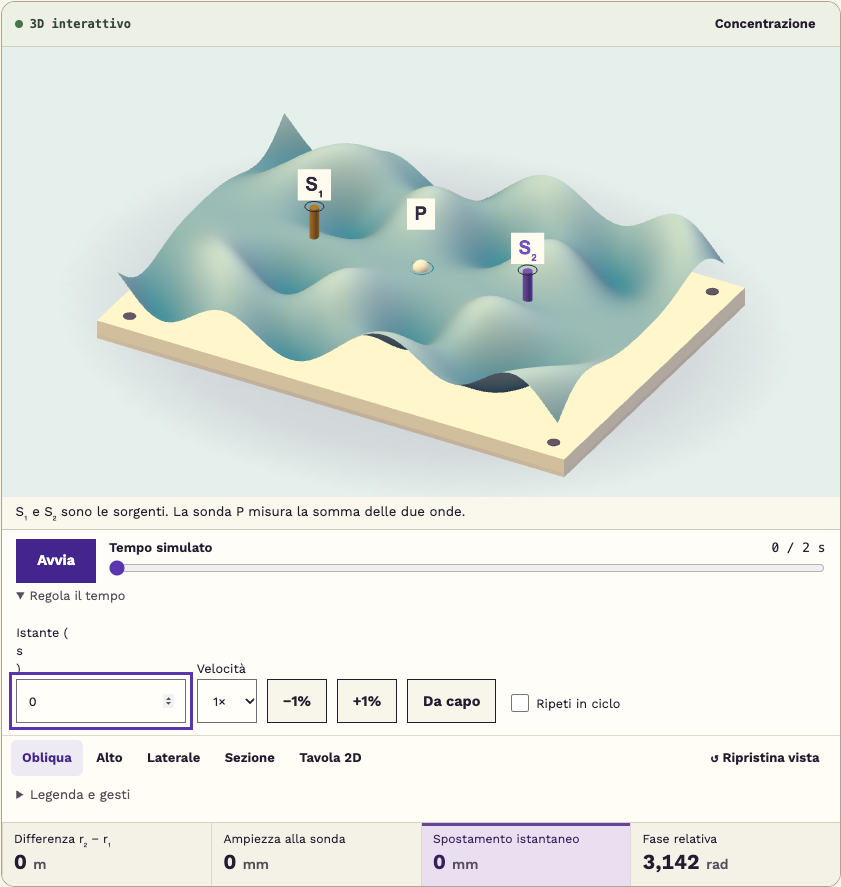 3D interattivo
Concentrazione
S₁
P
S₂
S₁ e S₂ sono le sorgenti. La sonda P misura la somma delle due onde.
Avvia
Tempo simulato
0 / 2 s
▼ Regola il tempo
Istante (
s
)
Velocità
0
1×
−1%
+1%
Da capo
Ripeti in ciclo
Obliqua
Alto
Laterale
Sezione
Tavola 2D
↺ Ripristina vista
▶ Legenda e gesti
Differenza r₂ − r₁
0 m
Ampiezza alla sonda
0 mm
Spostamento istantaneo
0 mm
Fase relativa
3,142 rad